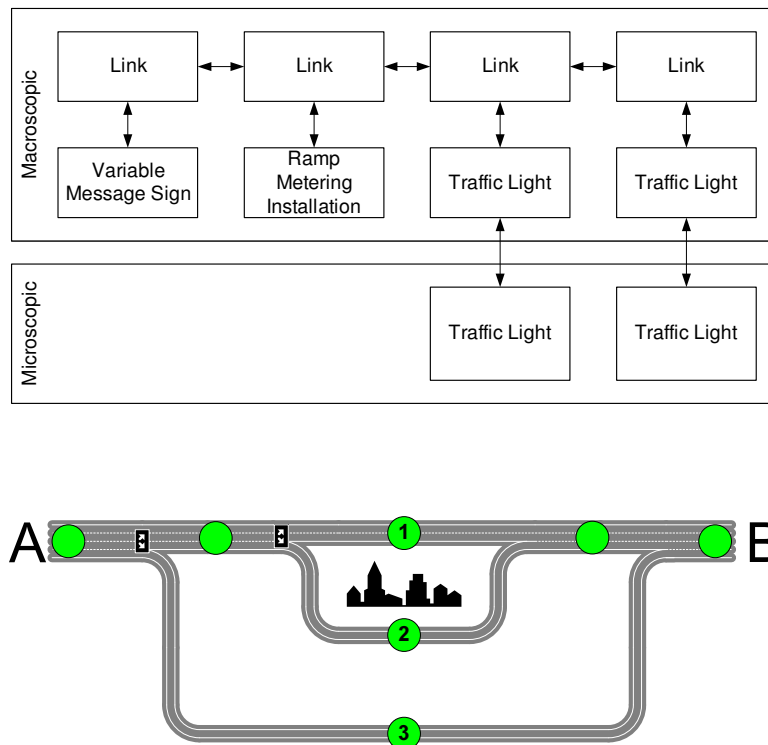 Macroscopic
Link
Link
Link
Link
Variable
Message Sign
Ramp
Metering
Installation
Traffic Light
Traffic Light
Microscopic
Traffic Light
Traffic Light
A
1
B
2
3